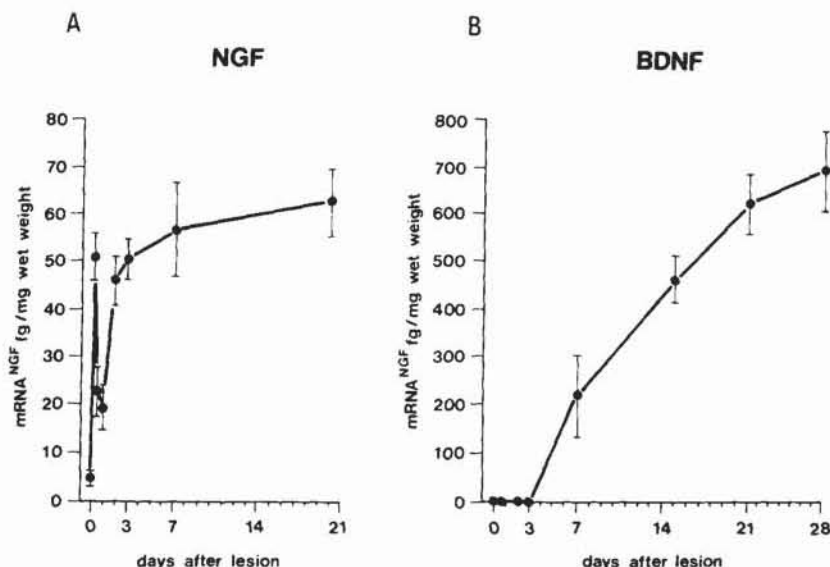 A
NGF
mRNA^NGF fg/mg wet weight
80
70
60
50
40
30
20
10
0
0 3 7 14 21
days after lesion
B
BDNF
mRNA^NGF fg/mg wet weight
800
700
600
500
400
300
200
100
0
0 3 7 14 21 28
days after lesion